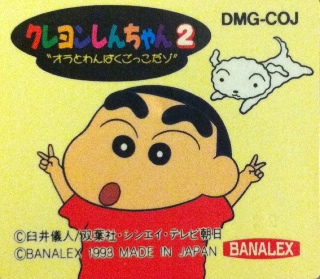 DMG-COJ
クレヨンしんちゃん2
"オラとわんぱくごっこだゾ"
©臼井儀人/双葉社・シンエイ・テレビ朝日
©BANALEX 1993 MADE IN JAPAN
BANALEX